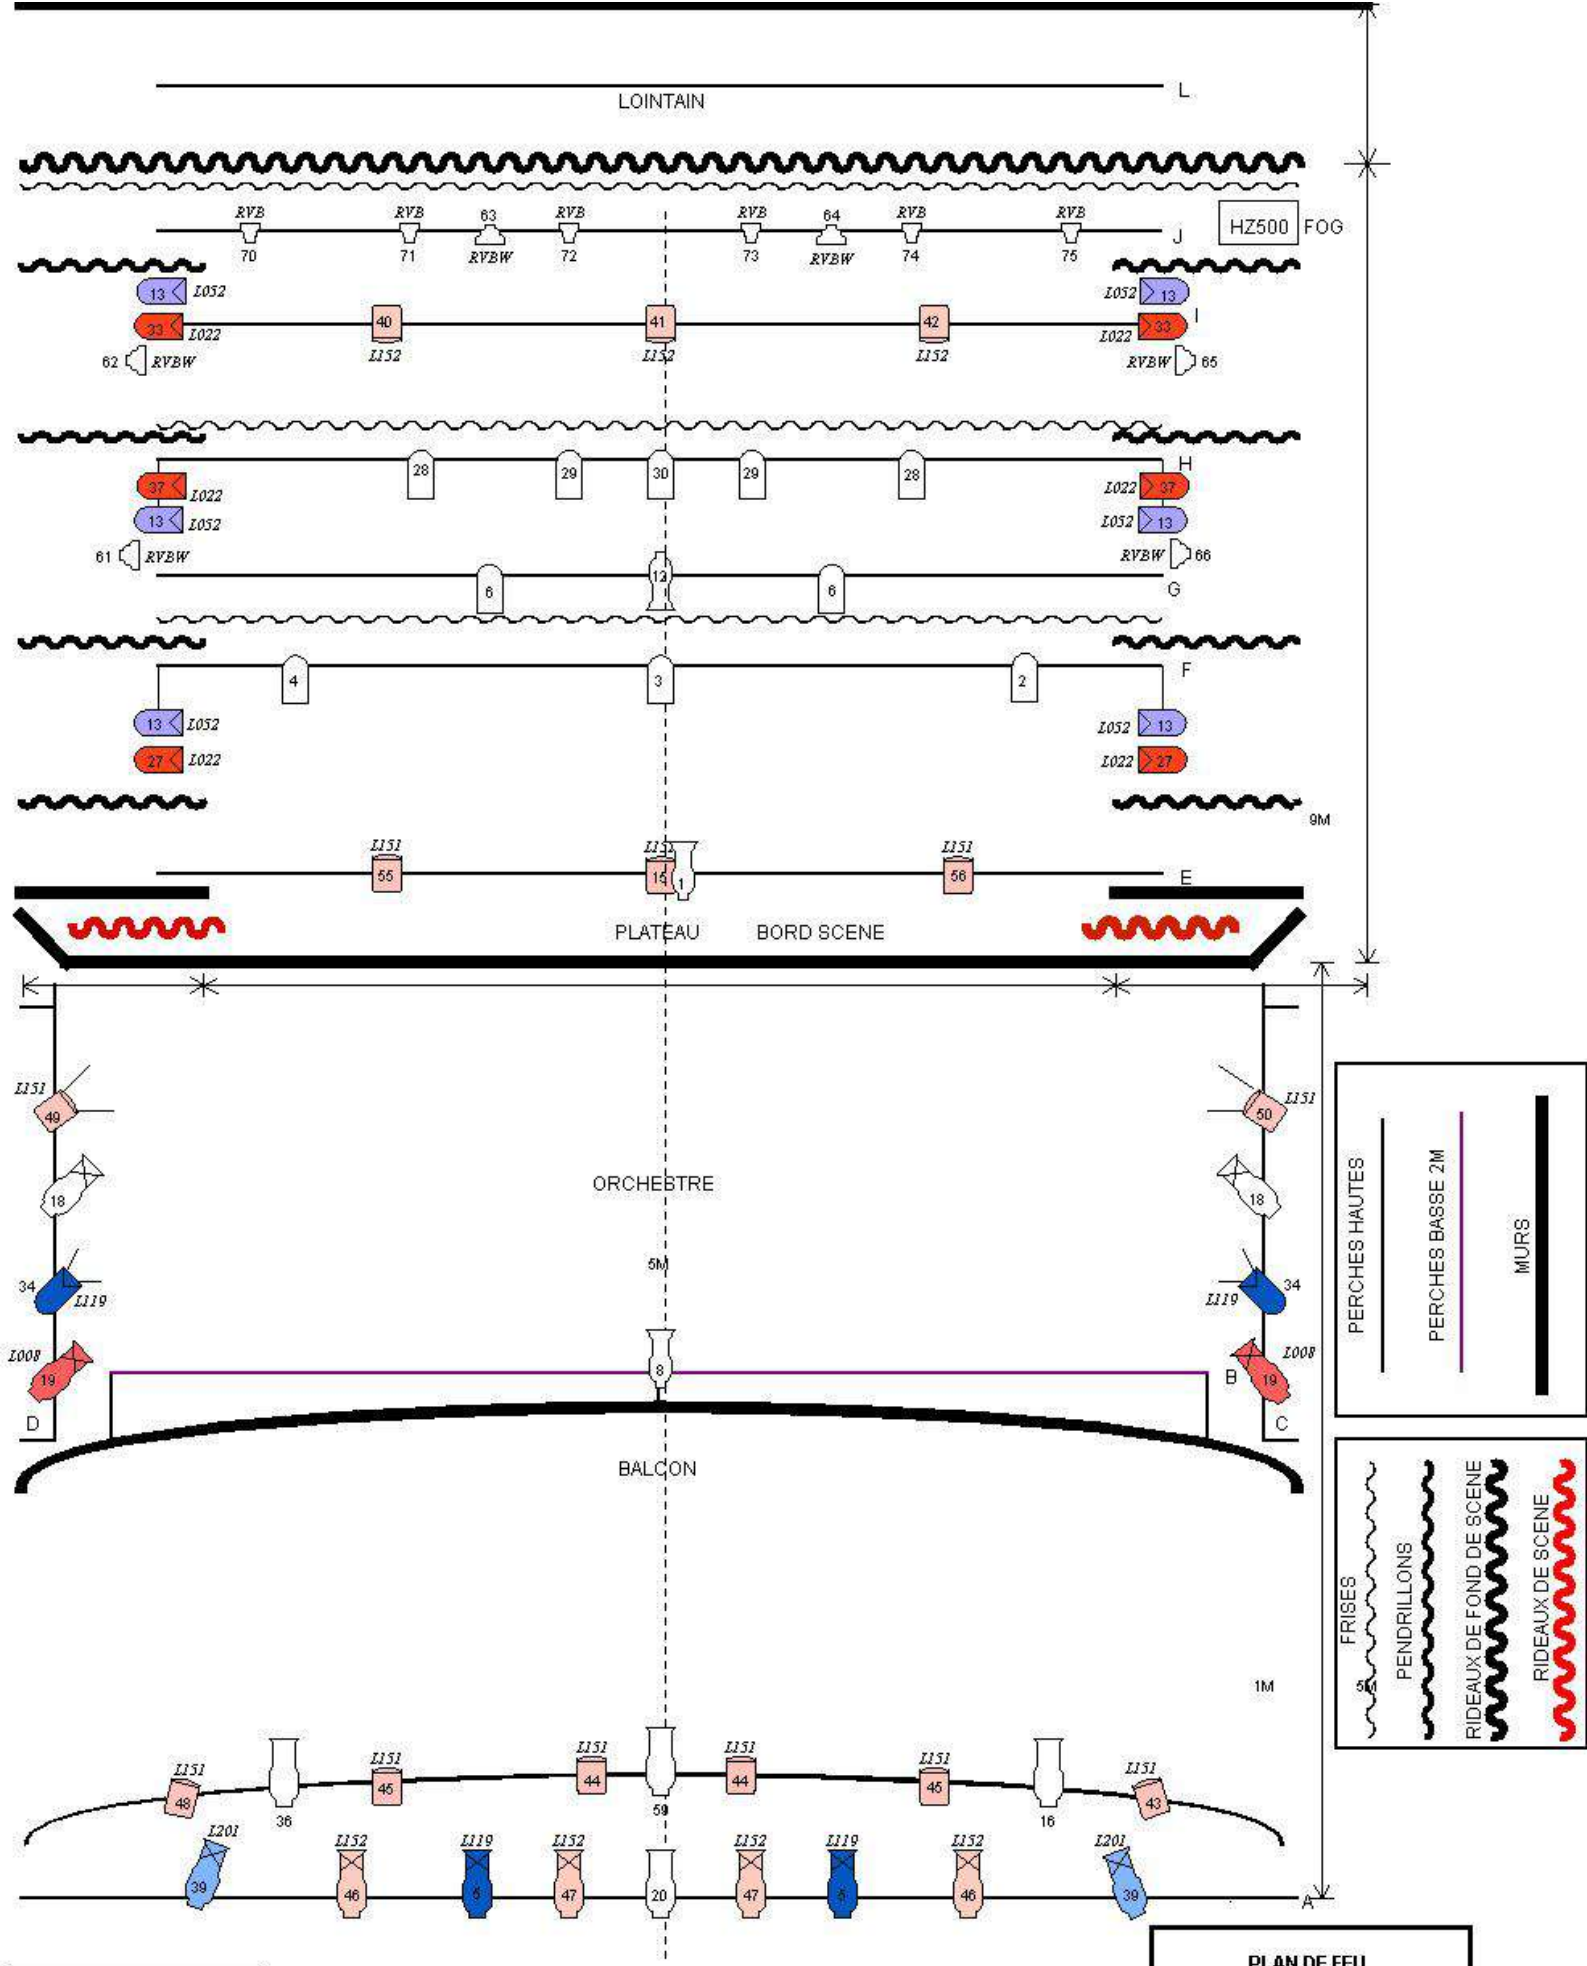 L
LOINTAIN
RVB RVB 63 RVB RVB 64 RVB RVB
HZ500 FOG
J
70 71 RVBW 72 73 RVBW 74 75
13 L052 L052 13
I
33 L022 40 41 42 L022 33
L152 L152 L152
62 RVBW RVBW 65
H
28 29 30 29 28
37 L022 L022 37
13 L052 L052 13
61 RVBW RVBW 66
12
G
6 6
F
4 3 2
13 L052 L052 13
27 L022 L022 27
9M
L151 L151 L151
55 15 1 56 E
PLATEAU BORD SCENE
L151 49 50 L151
18 ORCHESTRE 18
5M
34 L119 L119 34
L008 19 8 B 19 L008
D C
BALCON
PERCHES HAUTES
PERCHES BASSE 2M
MURS
FRISES
PENDRILLONS
RIDEAUX DE FOND DE SCENE
RIDEAUX DE SCENE
1M 5M
L151 L151 L151 L151 L151 L151
48 45 44 44 45 43
36 59 16
L201 L152 L119 L152 L152 L119 L152 L201
39 46 5 47 20 47 5 46 39
A
PLAN DE FEU